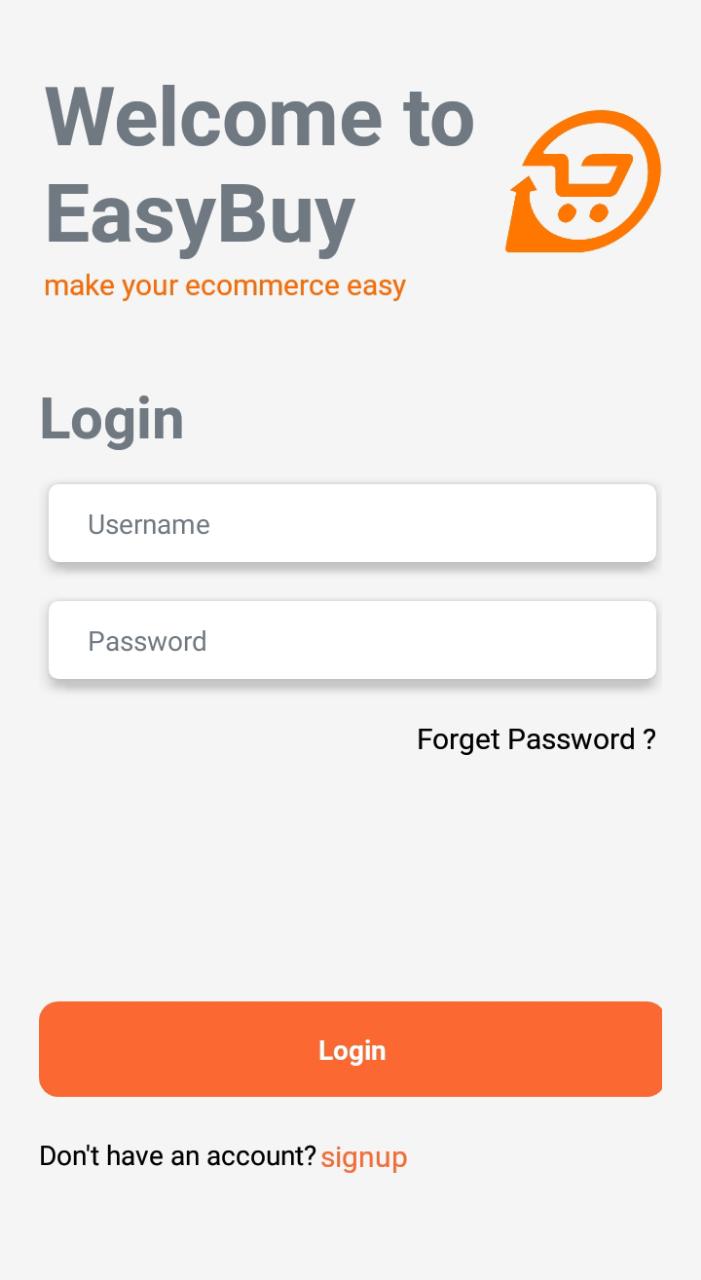 Welcome to
EasyBuy
make your ecommerce easy
Login
Username
Password
Forget Password ?
Login
Don't have an account? signup